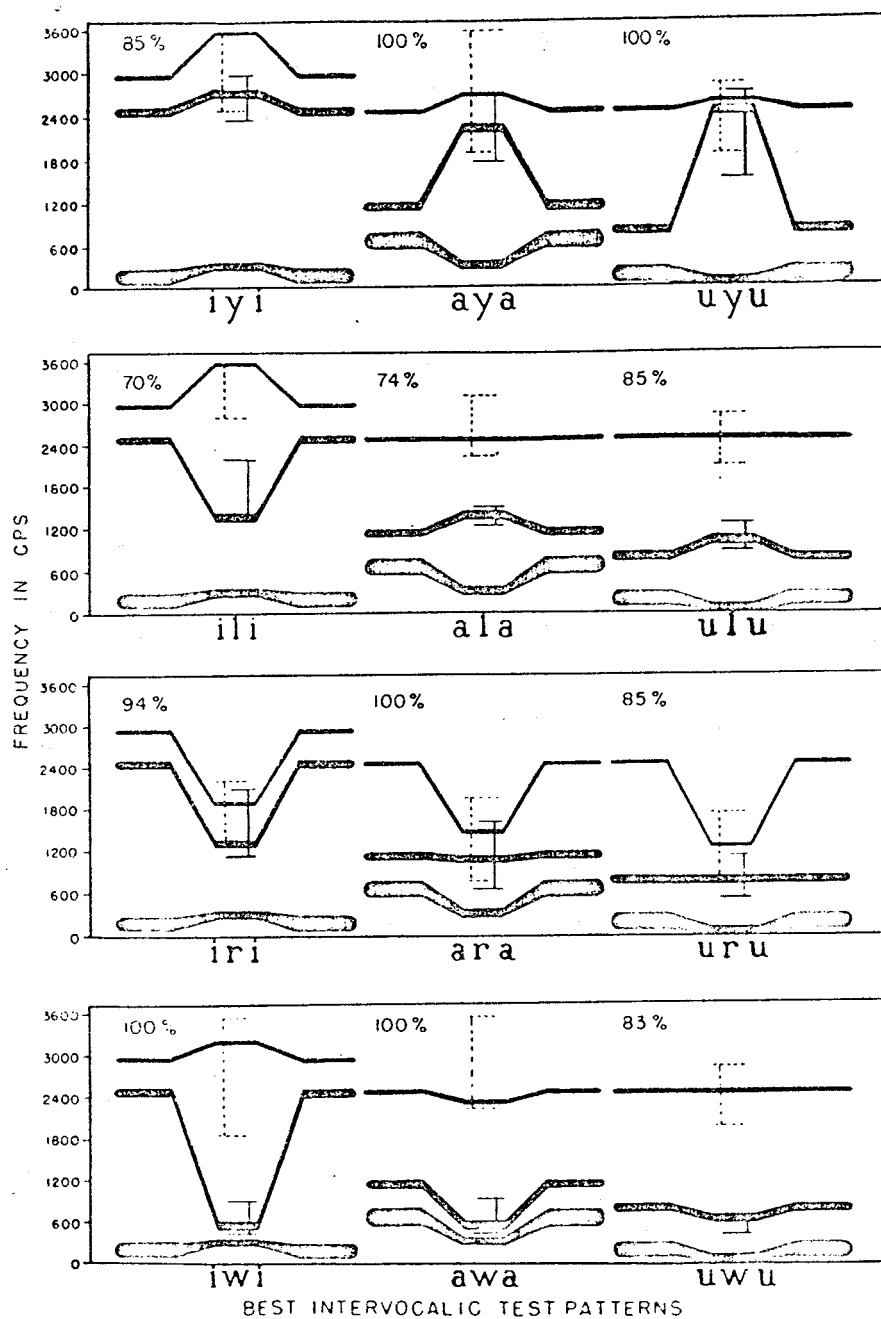 FREQUENCY IN CPS
3600
3000
2400
1800
1200
600
0
85%
100%
100%
iyi
aya
uyu
3600
3000
2400
1600
1200
600
0
70%
74%
85%
ili
ala
ulu
3600
3000
2400
1800
1200
600
0
94%
100%
85%
iri
ara
uru
3600
3000
2400
1800
1200
600
0
100%
100%
83%
iwi
awa
uwu
BEST INTERVOCALIC TEST PATTERNS